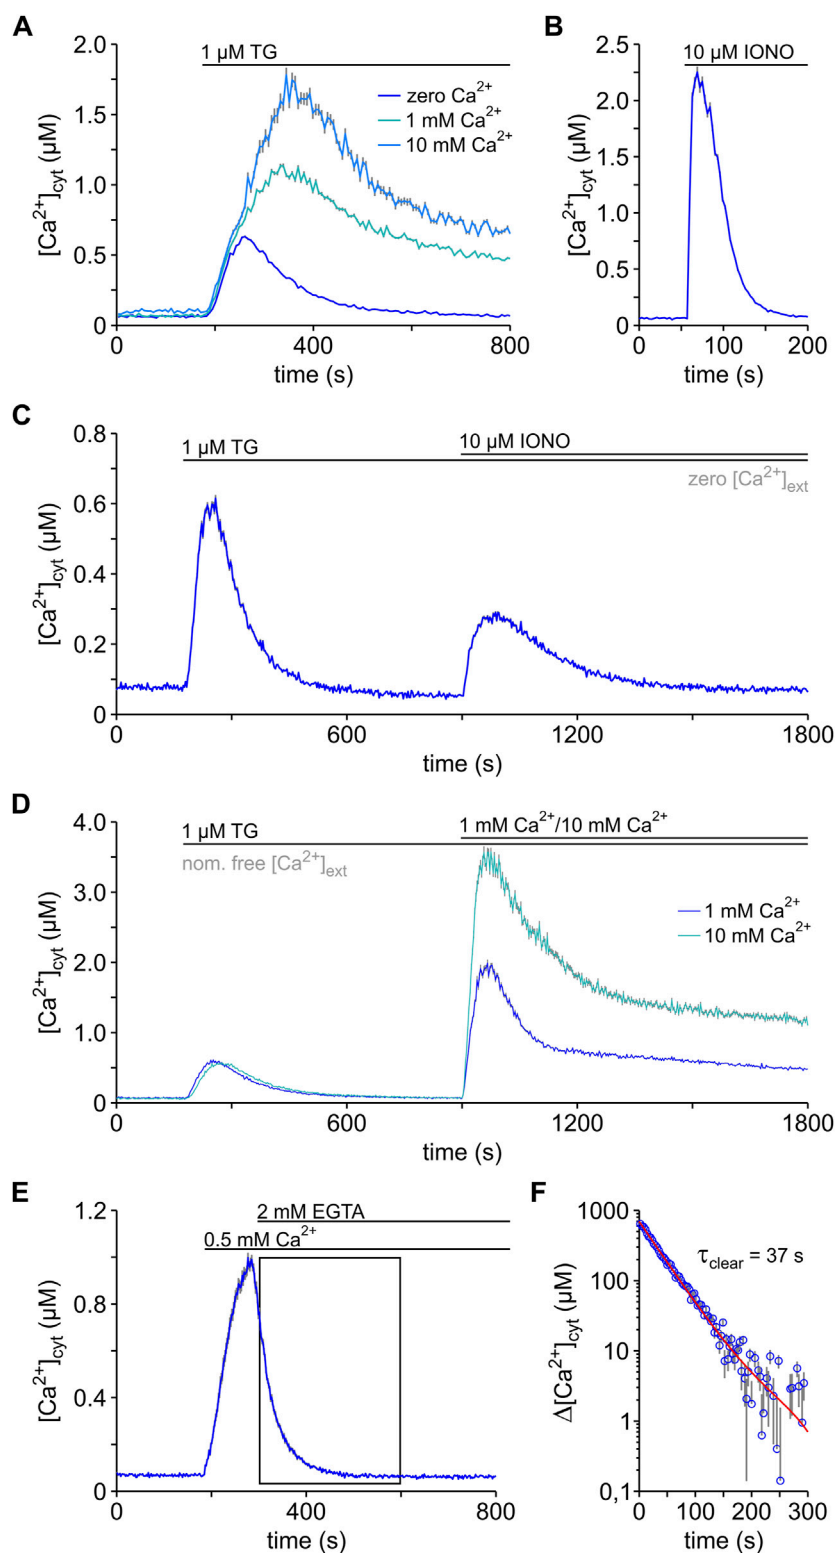 A
1 µM TG
zero Ca²⁺
1 mM Ca²⁺
10 mM Ca²⁺
[Ca²⁺]cyt (µM)
2.0
1.5
1.0
0.5
0
0 400 800
time (s)
B
10 µM IONO
[Ca²⁺]cyt (µM)
2.5
2.0
2.5
1.0
2.5
0
0 100 200
time (s)
C
1 µM TG
10 µM IONO
zero [Ca²⁺]ext
[Ca²⁺]cyt (µM)
0.8
0.6
0.4
0.2
0
0 600 1200 1800
time (s)
D
1 µM TG
1 mM Ca²⁺/10 mM Ca²⁺
nom. free [Ca²⁺]ext
1 mM Ca²⁺
10 mM Ca²⁺
[Ca²⁺]cyt (µM)
4.0
3.0
2.0
1.0
0
0 600 1200 1800
time (s)
E
2 mM EGTA
0.5 mM Ca²⁺
[Ca²⁺]cyt (µM)
1.2
0.8
0.4
0
0 400 800
time (s)
F
τclear = 37 s
Δ[Ca²⁺]cyt (µM)
1000
100
10
1
0,1
0 100 200 300
time (s)